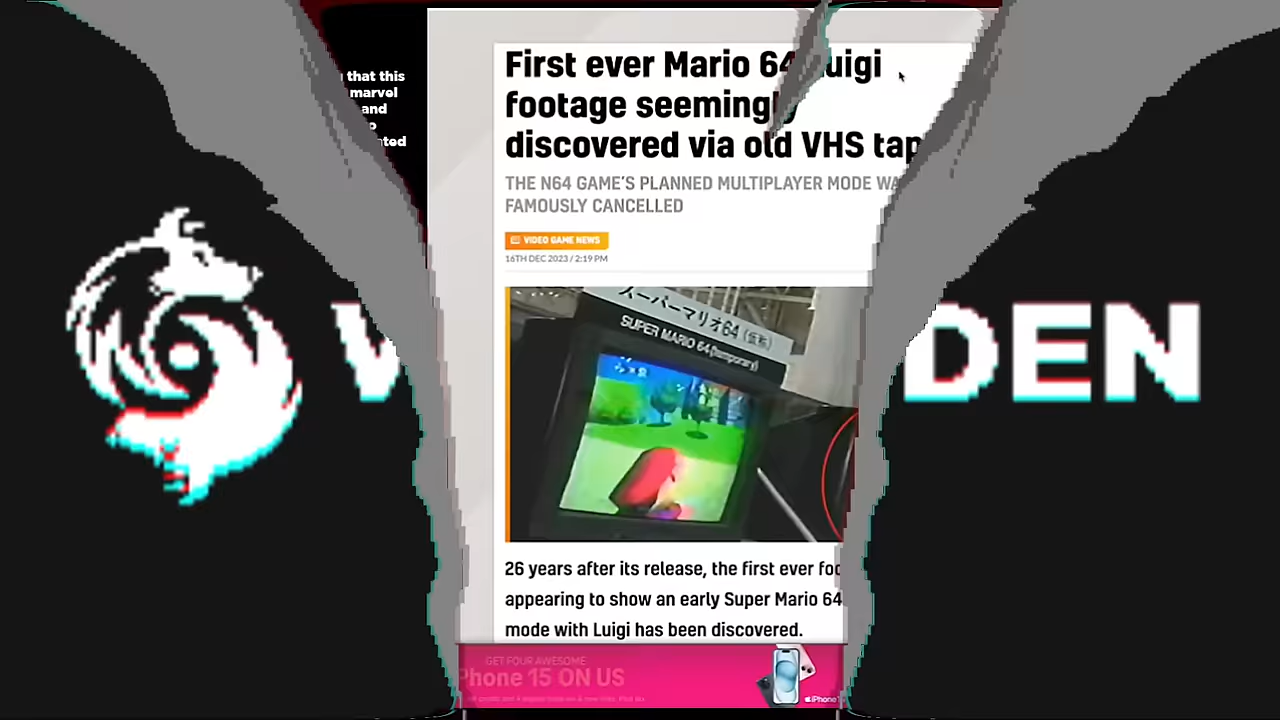 that this
marvel
and
First ever Mario 64 Luigi
footage seemingly
discovered via old VHS tap
THE N64 GAME'S PLANNED MULTIPLAYER MODE WA
FAMOUSLY CANCELLED
VIDEO GAME NEWS
16TH DEC 2023 / 2:19 PM
スーパーマリオ64 (仮称)
SUPER MARIO 64 (temporary)
V DEN
26 years after its release, the first ever foo
appearing to show an early Super Mario 64
mode with Luigi has been discovered.
GET FOUR AWESOME
Phone 15 ON US
iPhone